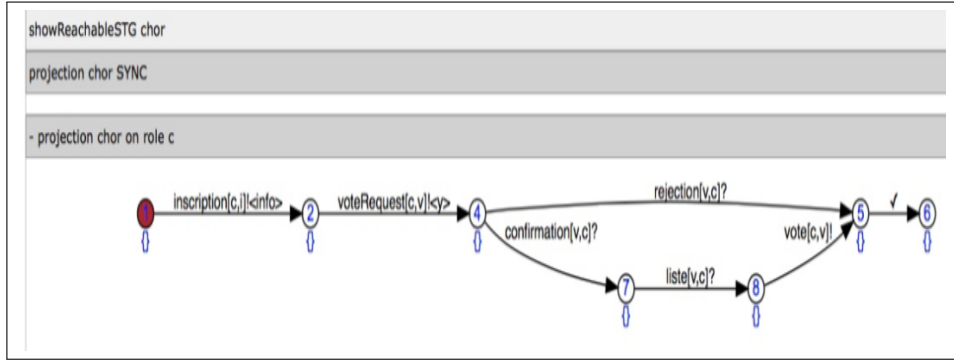 showReachableSTG chor
projection chor SYNC
- projection chor on role c
rejection[v,c]?
inscription[c,i]!<info>
voteRequest[c,v]!<y>
✓
1
2
4
5
6
confirmation[v,c]?
vote[c,v]!
{}
{}
{}
{}
{}
liste[v,c]?
7
8
{}
{}